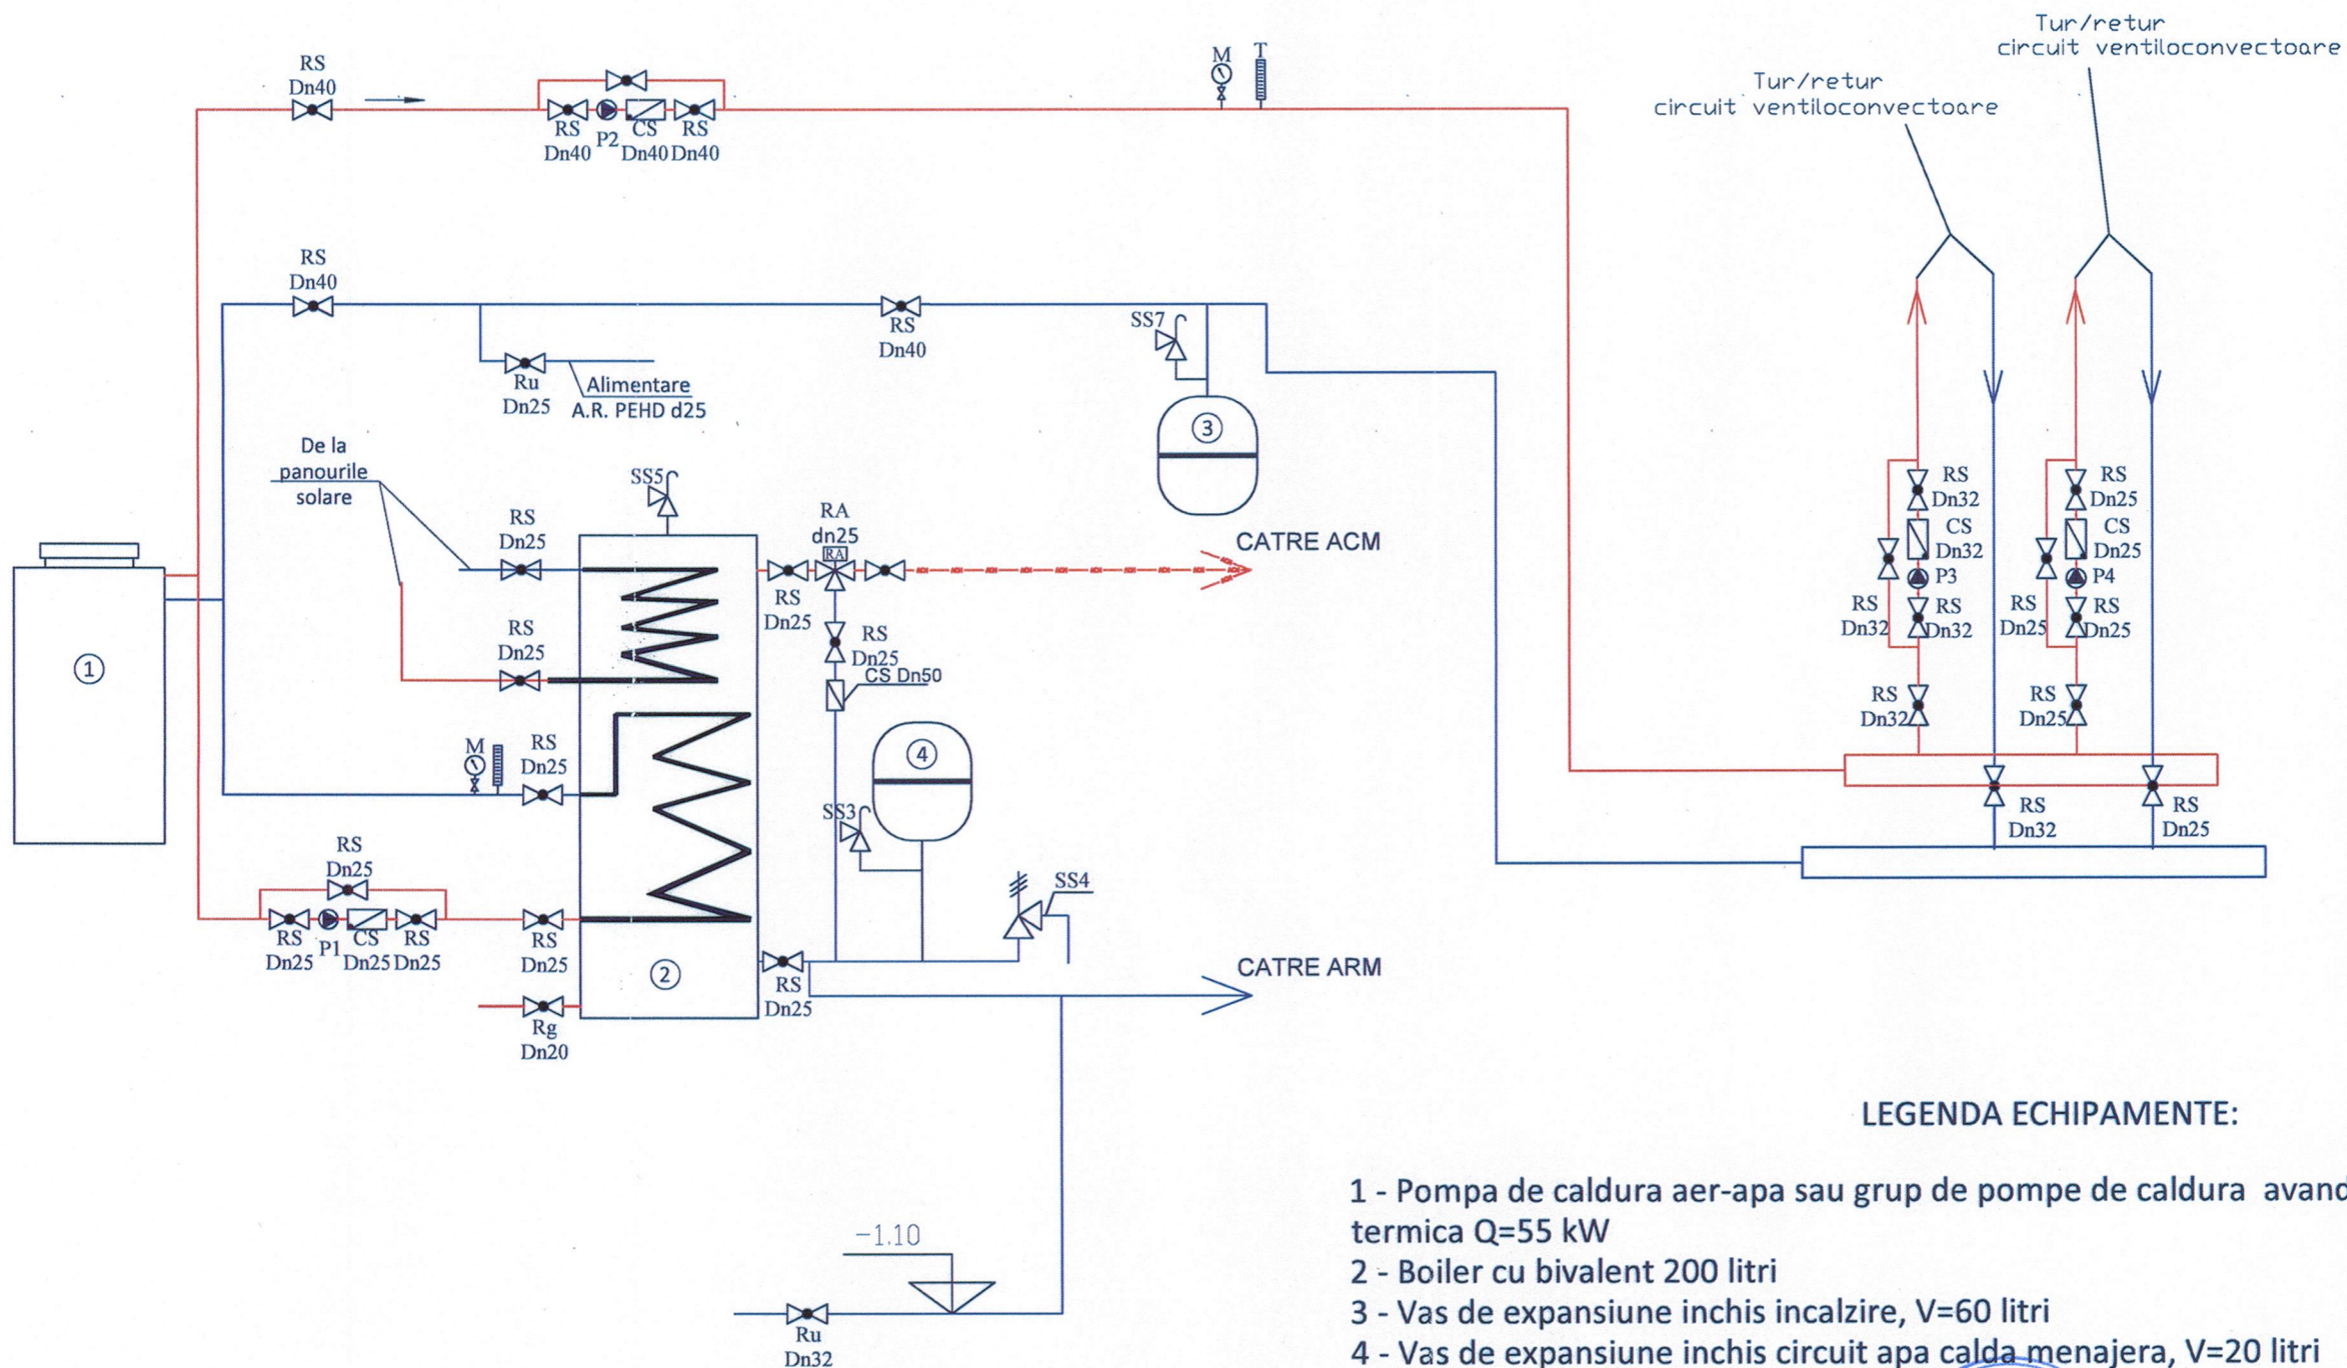 Tur/retur
circuit ventiloconvectoare
Tur/retur
circuit ventiloconvectoare
RS
Dn40
RS
Dn40
P2
CS
Dn40
RS
Dn40
M
T
RS
Dn40
RS
Dn40
SS7
Ru
Dn25
Alimentare
A.R. PEHD d25
3
De la
panourile
solare
SS5
RS
Dn25
RA
dn25
RA
CATRE ACM
RS
Dn25
RS
Dn25
RS
Dn25
CS Dn50
1
M
RS
Dn25
4
SS3
RS
Dn25
RS
Dn25
P1
CS
Dn25
RS
Dn25
RS
Dn25
2
SS4
RS
Dn25
CATRE ARM
Rg
Dn20
RS
Dn32
CS
Dn32
P3
RS
Dn32
RS
Dn32
RS
Dn32
RS
Dn25
CS
Dn25
P4
RS
Dn25
RS
Dn25
RS
Dn25
RS
Dn32
RS
Dn25
-1.10
Ru
Dn32
LEGENDA ECHIPAMENTE:
1 - Pompa de caldura aer-apa sau grup de pompe de caldura avand
termica Q=55 kW
2 - Boiler cu bivalent 200 litri
3 - Vas de expansiune inchis incalzire, V=60 litri
4 - Vas de expansiune inchis circuit apa calda menajera, V=20 litri